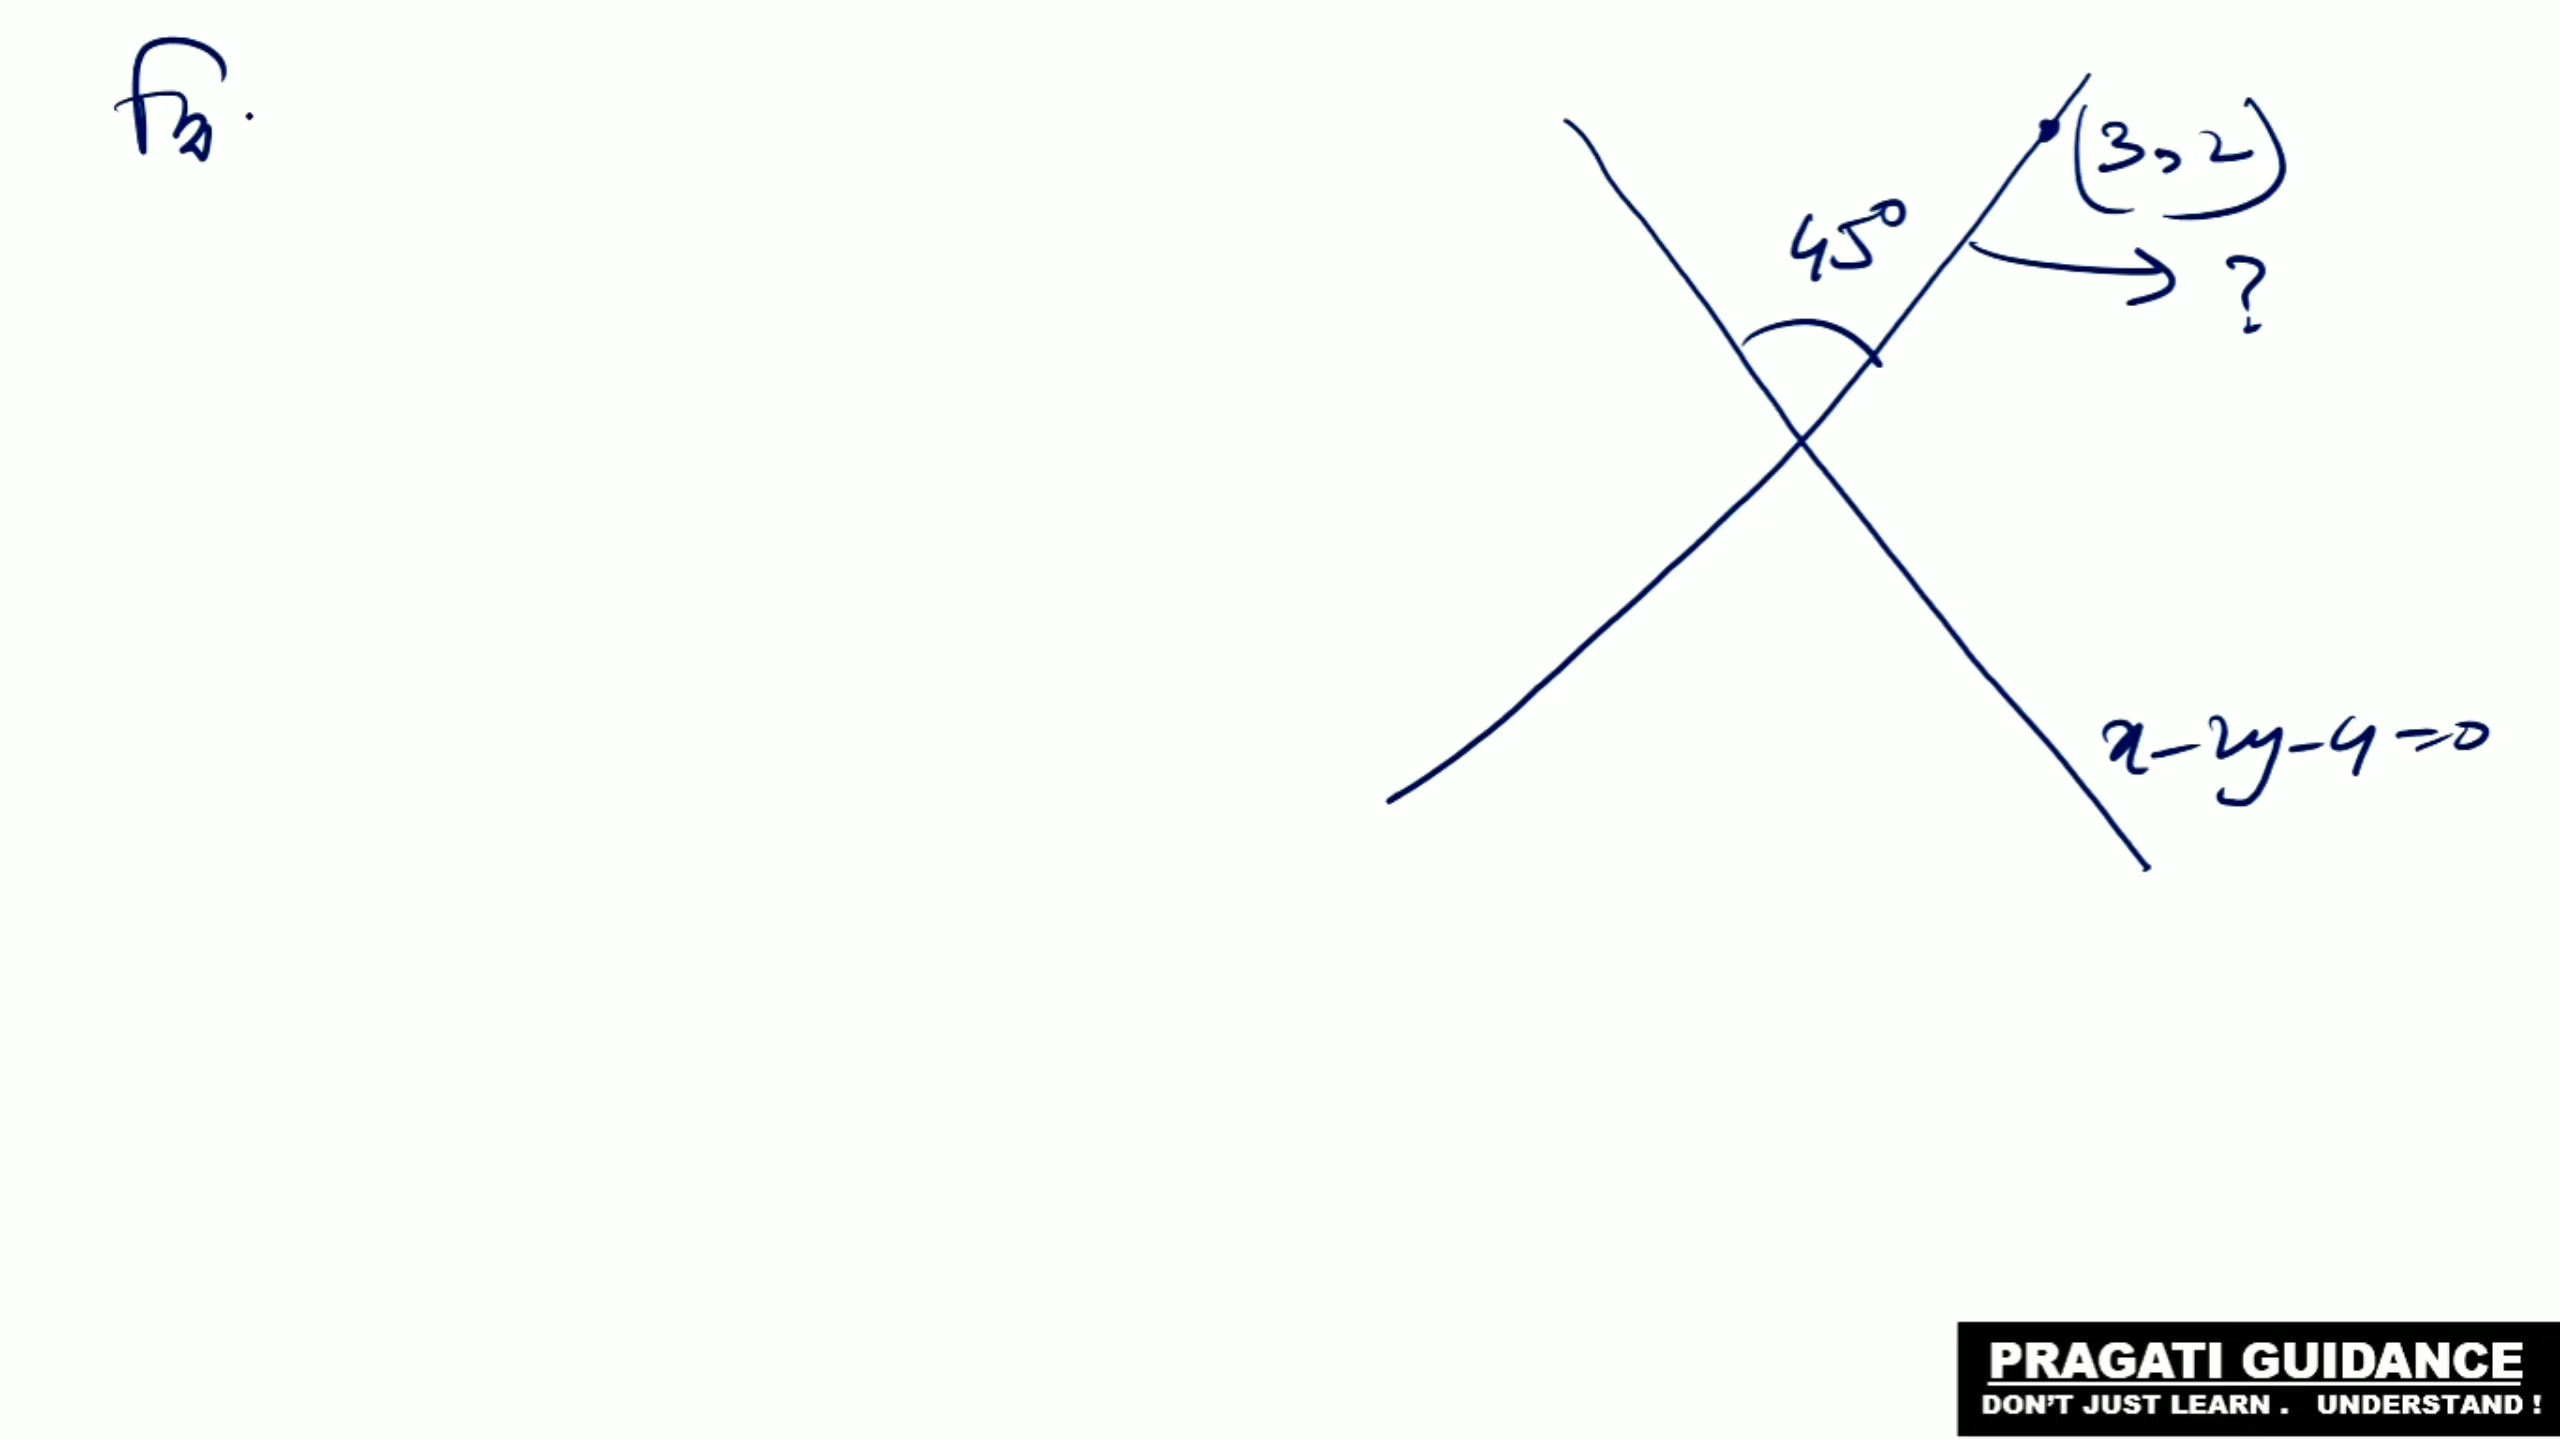 45°
(3, 2)
?
x-2y-4=0
PRAGATI GUIDANCE
DON'T JUST LEARN . UNDERSTAND !